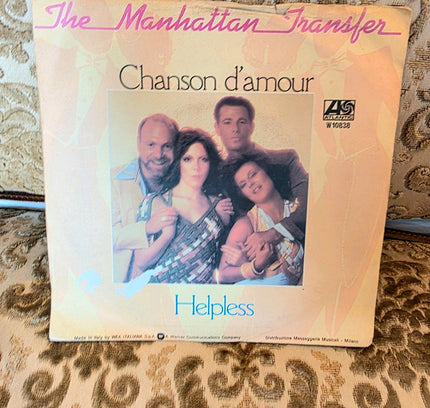 The Manhattan Transfer
Chanson d'amour
ATLANTIC
W 10838
Helpless
Made in Italy by WEA ITALIANA S.p.A. A Warner Communications Company Distribuzione Messaggerie Musicali - Milano